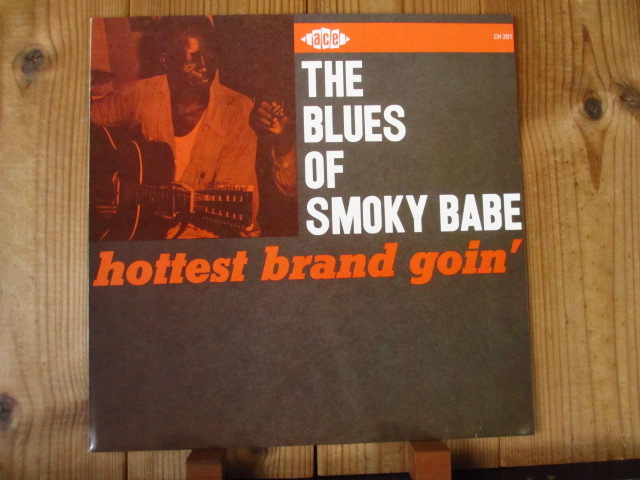 ace
CH 261
THE
BLUES
OF
SMOKY BABE
hottest brand goin'